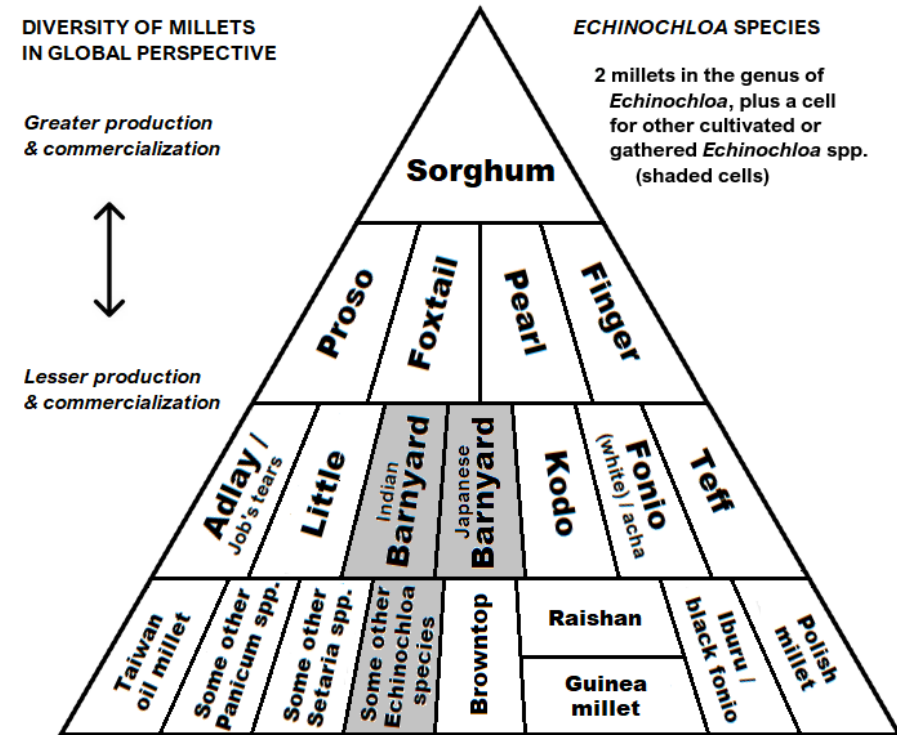 DIVERSITY OF MILLETS
IN GLOBAL PERSPECTIVE
Greater production
& commercialization
Lesser production
& commercialization
ECHINOCHLOA SPECIES
2 millets in the genus of
Echinochloa, plus a cell
for other cultivated or
gathered Echinochloa spp.
(shaded cells)
Sorghum
Proso
Foxtail
Pearl
Finger
Adlay /
Job's tears
Little
Indian
Barnyard
Japanese
Barnyard
Kodo
Fonio
(white) / acha
Teff
Taiwan
oil millet
Some other
Panicum spp.
Some other
Setaria spp.
Some other
Echinochloa
species
Browntop
Raishan
Guinea
millet
Iburu /
black fonio
Polish
millet